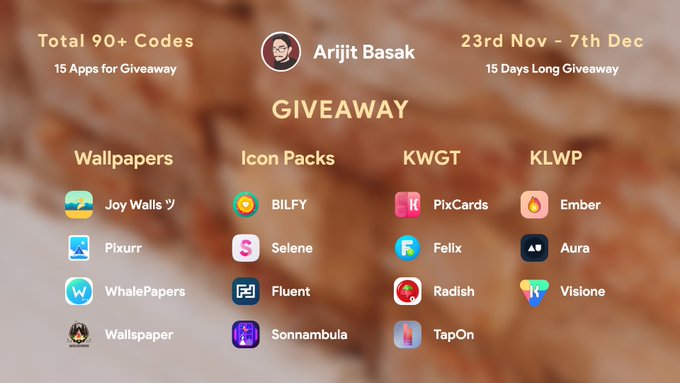 Total 90+ Codes
15 Apps for Giveaway
Arijit Basak
23rd Nov - 7th Dec
15 Days Long Giveaway
GIVEAWAY
Wallpapers
Joy Walls ツ
Pixurr
WhalePapers
Wallspaper
Icon Packs
BILFY
Selene
Fluent
Sonnambula
KWGT
PixCards
Felix
Radish
TapOn
KLWP
Ember
Aura
Visione